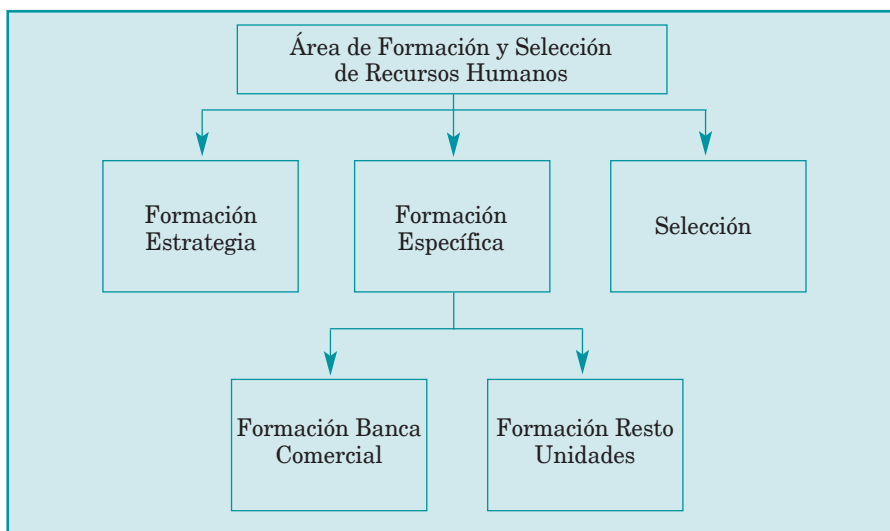 Área de Formación y Selección
de Recursos Humanos
Formación
Estrategia
Formación
Específica
Selección
Formación Banca
Comercial
Formación Resto
Unidades